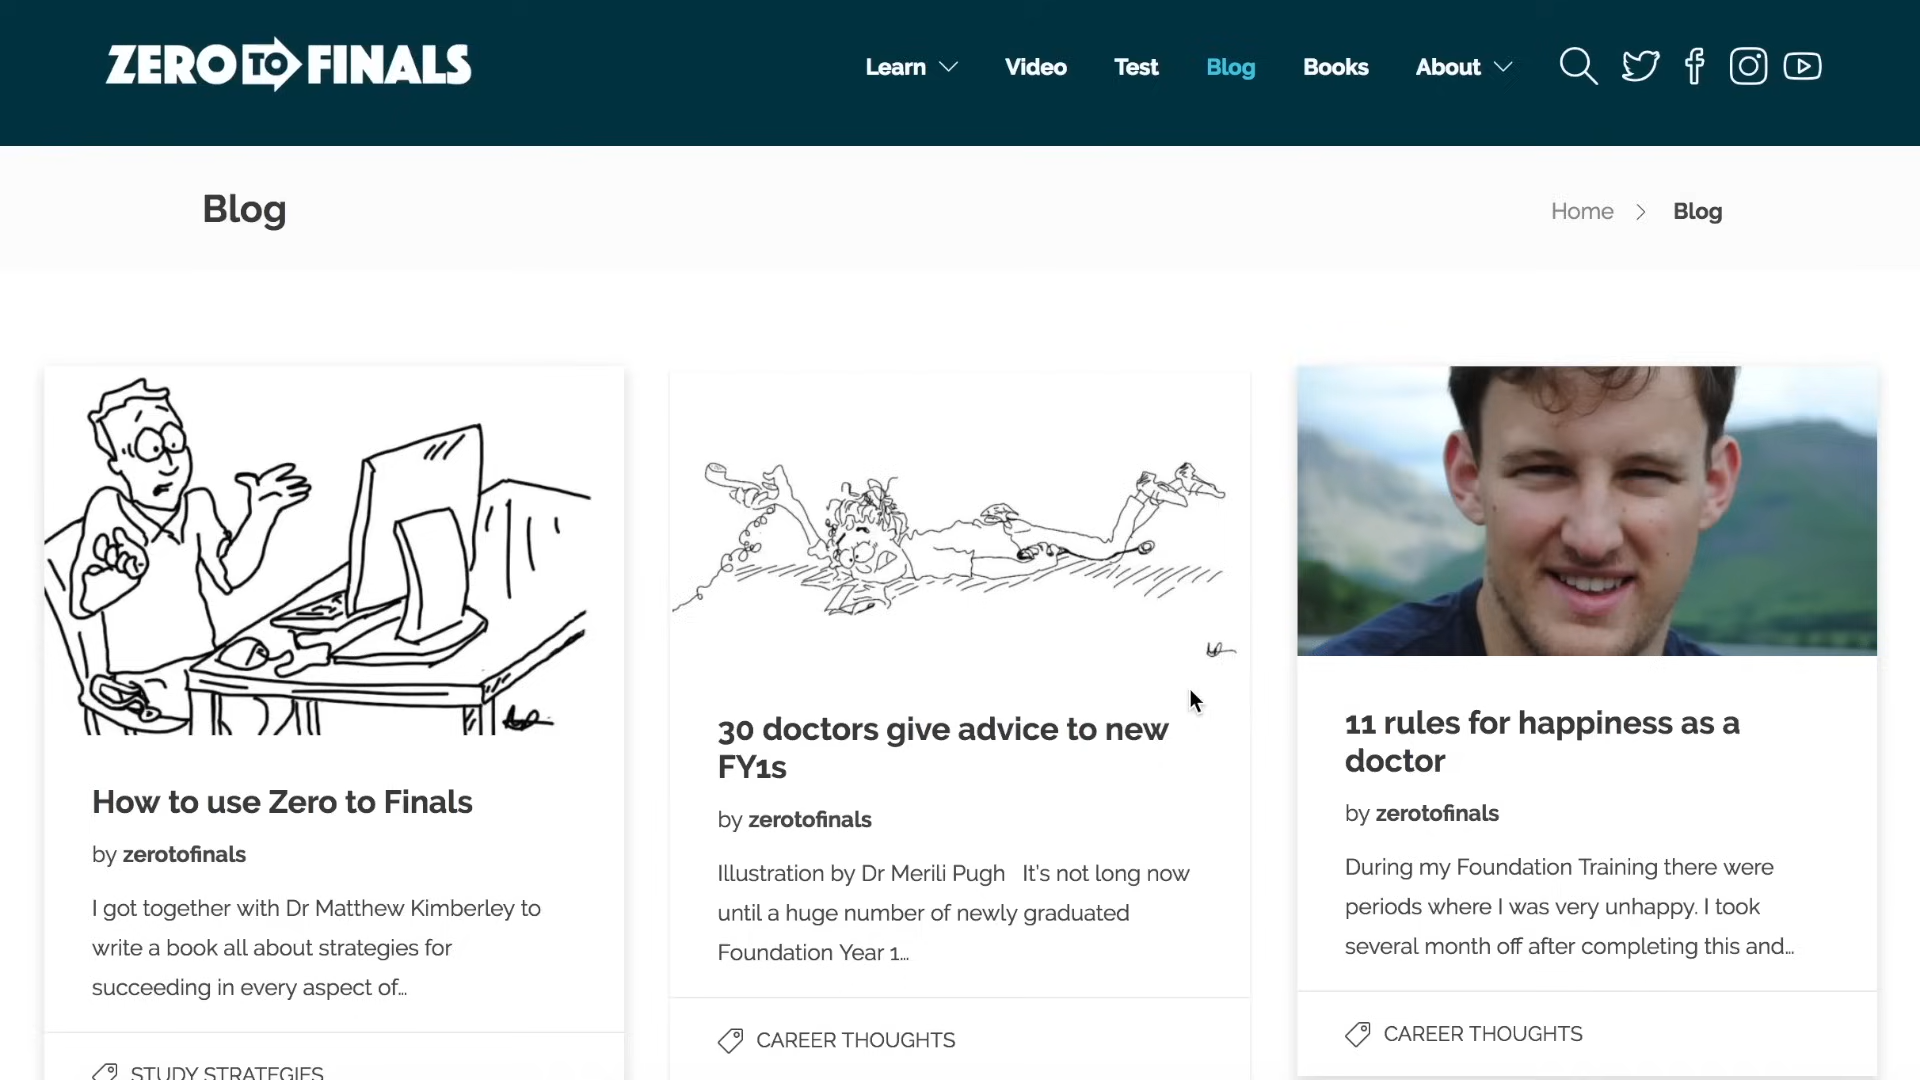 ZERO TO FINALS
Learn Video Test Blog Books About
Blog
Home Blog
How to use Zero to Finals
by zerotofinals
I got together with Dr Matthew Kimberley to
write a book all about strategies for
succeeding in every aspect of...
STUDY STRATEGIES
30 doctors give advice to new
FY1s
by zerotofinals
Illustration by Dr Merili Pugh It's not long now
until a huge number of newly graduated
Foundation Year 1...
CAREER THOUGHTS
11 rules for happiness as a
doctor
by zerotofinals
During my Foundation Training there were
periods where I was very unhappy. I took
several month off after completing this and...
CAREER THOUGHTS